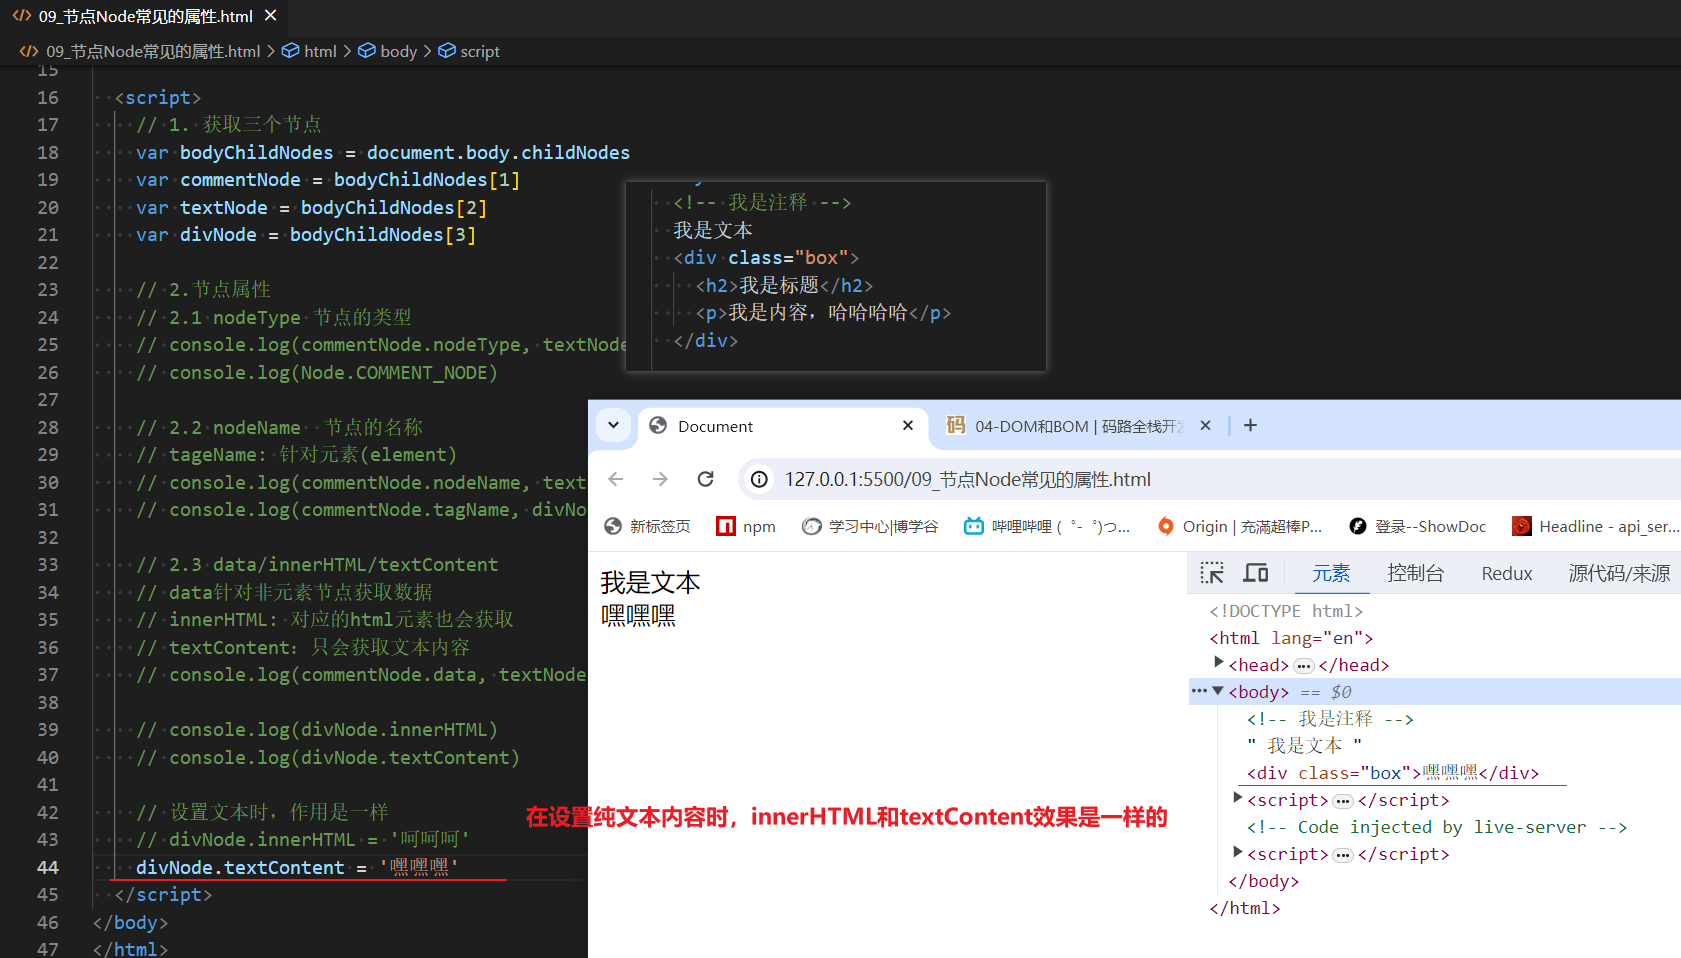 09_节点Node常见的属性.html
09_节点Node常见的属性.html > html > body > script
15
16 <script>
17 // 1. 获取三个节点
18 var bodyChildNodes = document.body.childNodes
19 var commentNode = bodyChildNodes[1]
20 var textNode = bodyChildNodes[2]
21 var divNode = bodyChildNodes[3]
22
23 // 2.节点属性
24 // 2.1 nodeType 节点的类型
25 // console.log(commentNode.nodeType, textNode
26 // console.log(Node.COMMENT_NODE)
27
28 // 2.2 nodeName  节点的名称
29 // tageName: 针对元素(element)
30 // console.log(commentNode.nodeName, text
31 // console.log(commentNode.tagName, divNo
32
33 // 2.3 data/innerHTML/textContent
34 // data针对非元素节点获取数据
35 // innerHTML: 对应的html元素也会获取
36 // textContent: 只会获取文本内容
37 // console.log(commentNode.data, textNode
38
39 // console.log(divNode.innerHTML)
40 // console.log(divNode.textContent)
41
42 // 设置文本时，作用是一样
43 // divNode.innerHTML = '呵呵呵'
44 divNode.textContent = '嘿嘿嘿'
45 </script>
46 </body>
47 </html>
<!-- 我是注释 -->
我是文本
<div class="box">
<h2>我是标题</h2>
<p>我是内容，哈哈哈哈</p>
</div>
Document
04-DOM和BOM | 码路全栈开发
127.0.0.1:5500/09_节点Node常见的属性.html
新标签页 npm 学习中心|博学谷 哔哩哔哩 ( ゜- ゜)つ... Origin | 充滿超棒P... 登录--ShowDoc Headline - api_ser...
我是文本
嘿嘿嘿
元素 控制台 Redux 源代码/来源
<!DOCTYPE html>
<html lang="en">
<head> ••• </head>
••• <body> == $0
<!-- 我是注释 -->
" 我是文本 "
<div class="box">嘿嘿嘿</div>
<script> ••• </script>
<!-- Code injected by live-server -->
<script> ••• </script>
</body>
</html>
在设置纯文本内容时，innerHTML和textContent效果是一样的